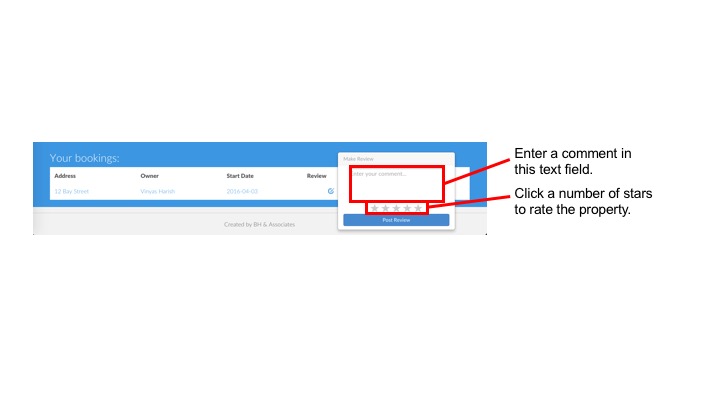 Your bookings:
Address Owner Start Date Review
12 Bay Street Vinyas Harish 2016-04-03
Make Review
Enter your comment...
Post Review
Created by BH & Associates
Enter a comment in
this text field.
Click a number of stars
to rate the property.